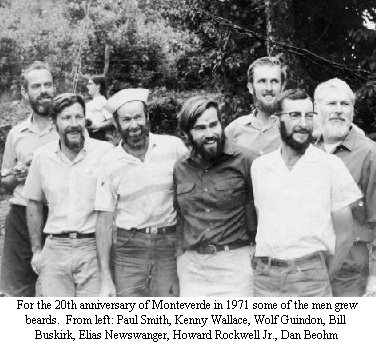 For the 20th anniversary of Monteverde in 1971 some of the men grew
beards.  From left: Paul Smith, Kenny Wallace, Wolf Guindon, Bill
Buskirk, Elias Newswanger, Howard Rockwell Jr., Dan Beohm